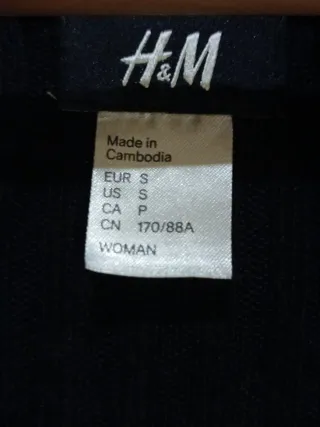 H&M
Made in
Cambodia
EUR S
US S
CA P
CN 170/88A
WOMAN